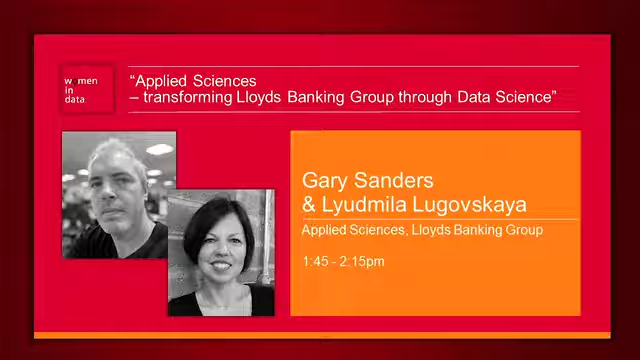 women
in
data
“Applied Sciences
– transforming Lloyds Banking Group through Data Science”
Gary Sanders
& Lyudmila Lugovskaya
Applied Sciences, Lloyds Banking Group
1:45 - 2:15pm